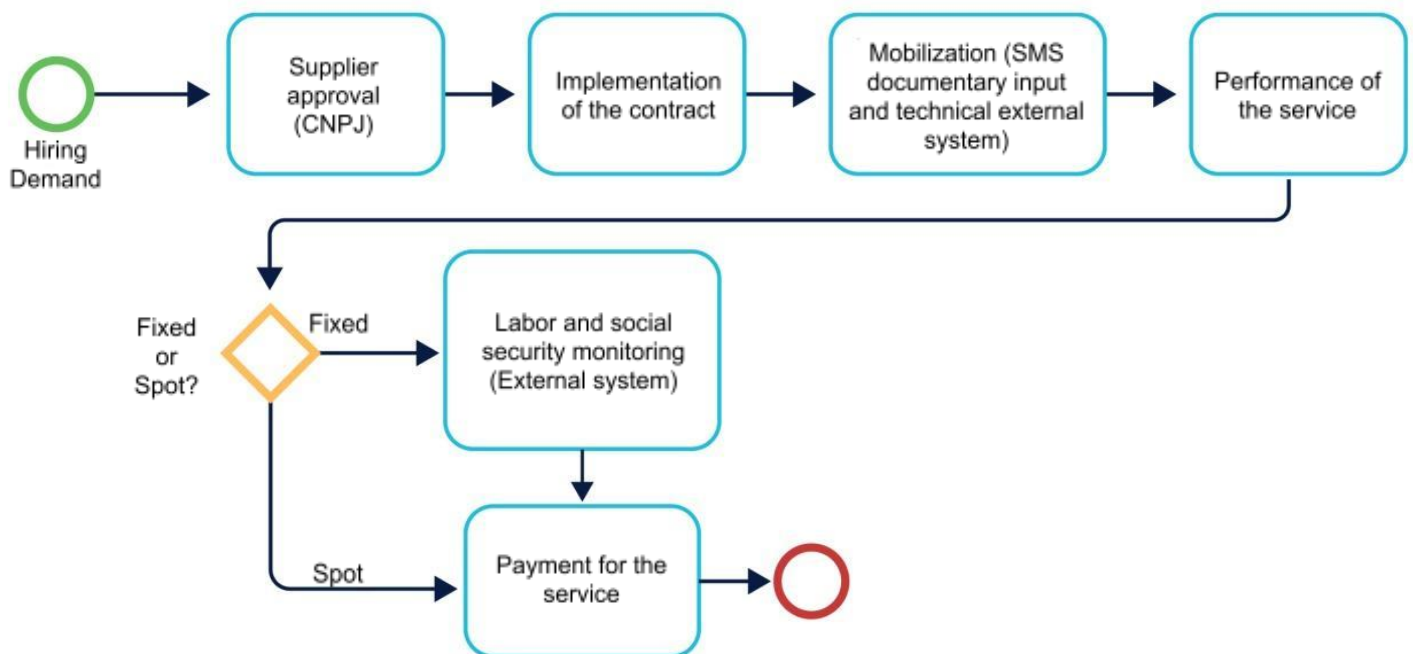 Hiring
Demand
Supplier
approval
(CNPJ)
Implementation
of the contract
Mobilization (SMS
documentary input
and technical external
system)
Performance of
the service
Fixed
or
Spot?
Fixed
Labor and social
security monitoring
(External system)
Spot
Payment for the
service